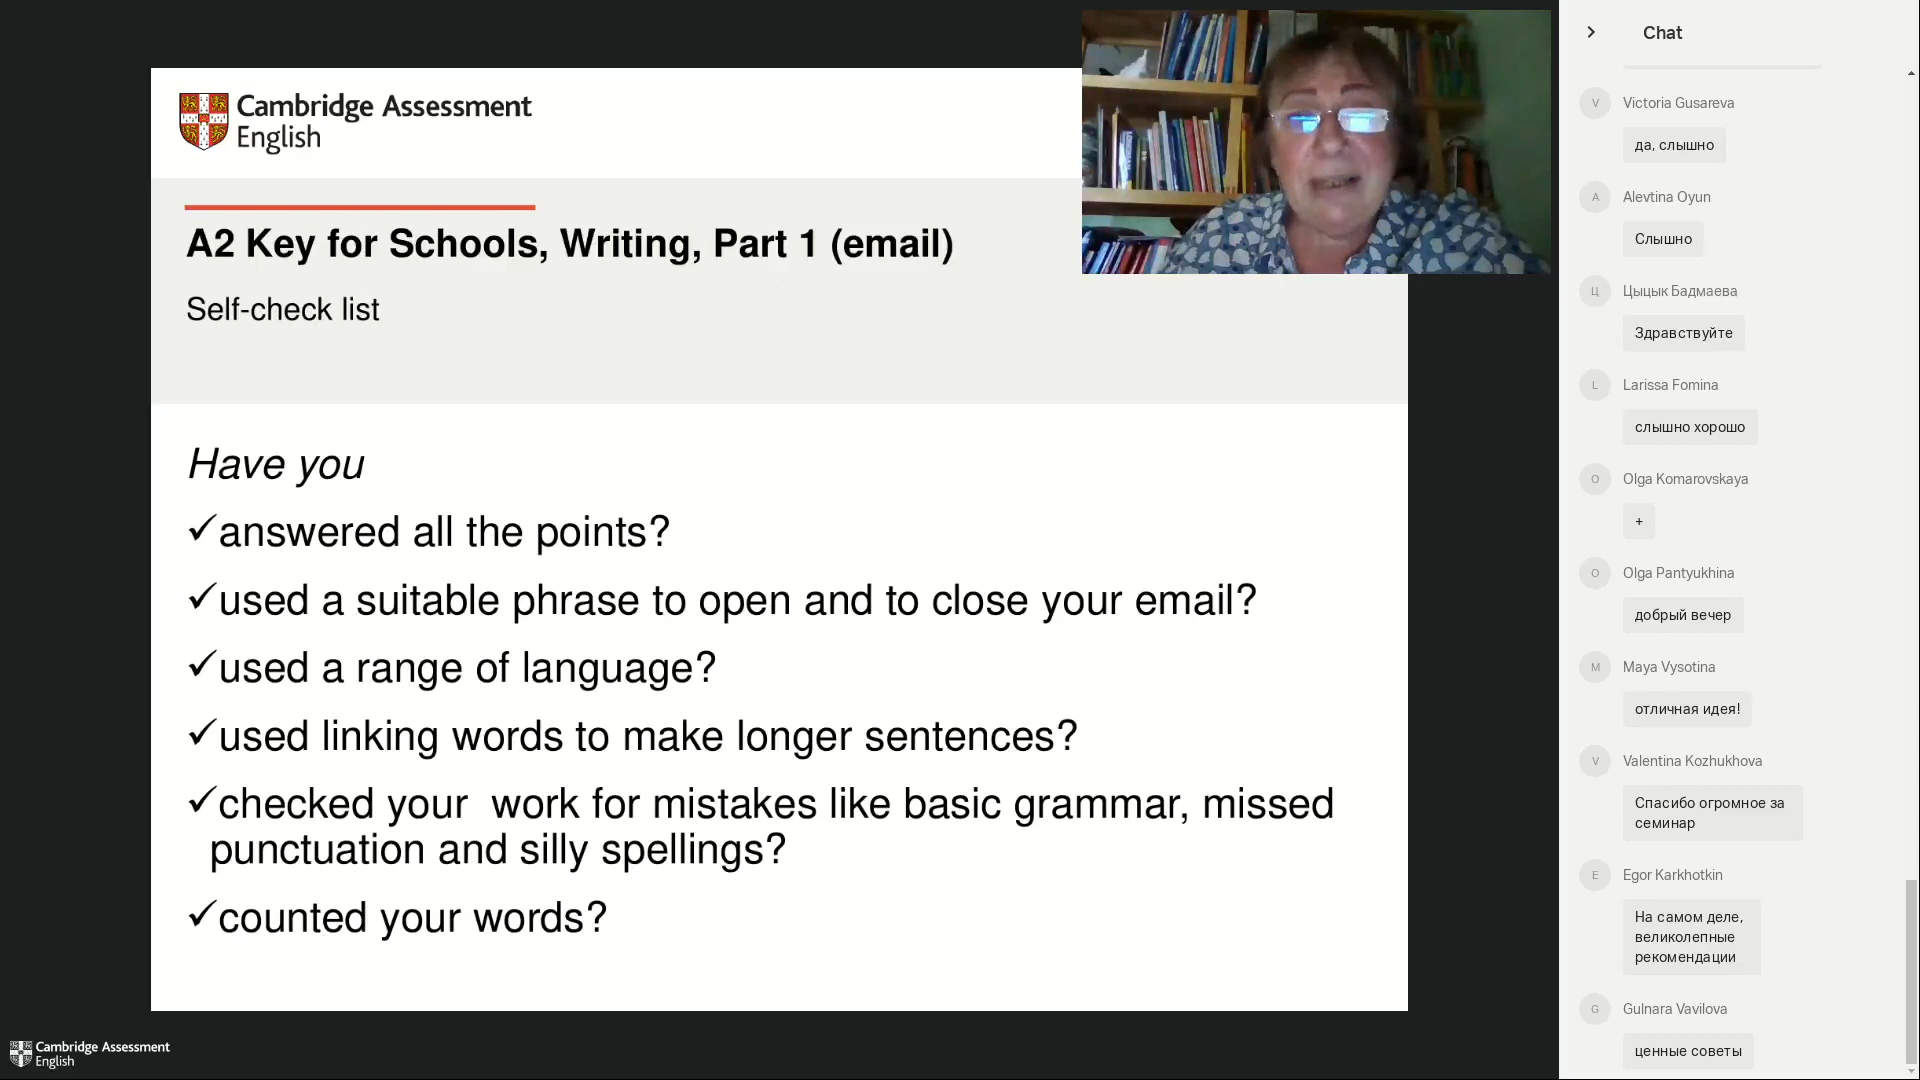 Cambridge Assessment
English
A2 Key for Schools, Writing, Part 1 (email)
Self-check list
Have you
✓answered all the points?
✓used a suitable phrase to open and to close your email?
✓used a range of language?
✓used linking words to make longer sentences?
✓checked your  work for mistakes like basic grammar, missed
punctuation and silly spellings?
✓counted your words?
Cambridge Assessment
English
Chat
V
Victoria Gusareva
да, слышно
A
Alevtina Oyun
Слышно
Ц
Цыцык Бадмаева
Здравствуйте
L
Larissa Fomina
слышно хорошо
O
Olga Komarovskaya
+
O
Olga Pantyukhina
добрый вечер
M
Maya Vysotina
отличная идея!
V
Valentina Kozhukhova
Спасибо огромное за
семинар
E
Egor Karkhotkin
На самом деле,
великолепные
рекомендации
G
Gulnara Vavilova
ценные советы